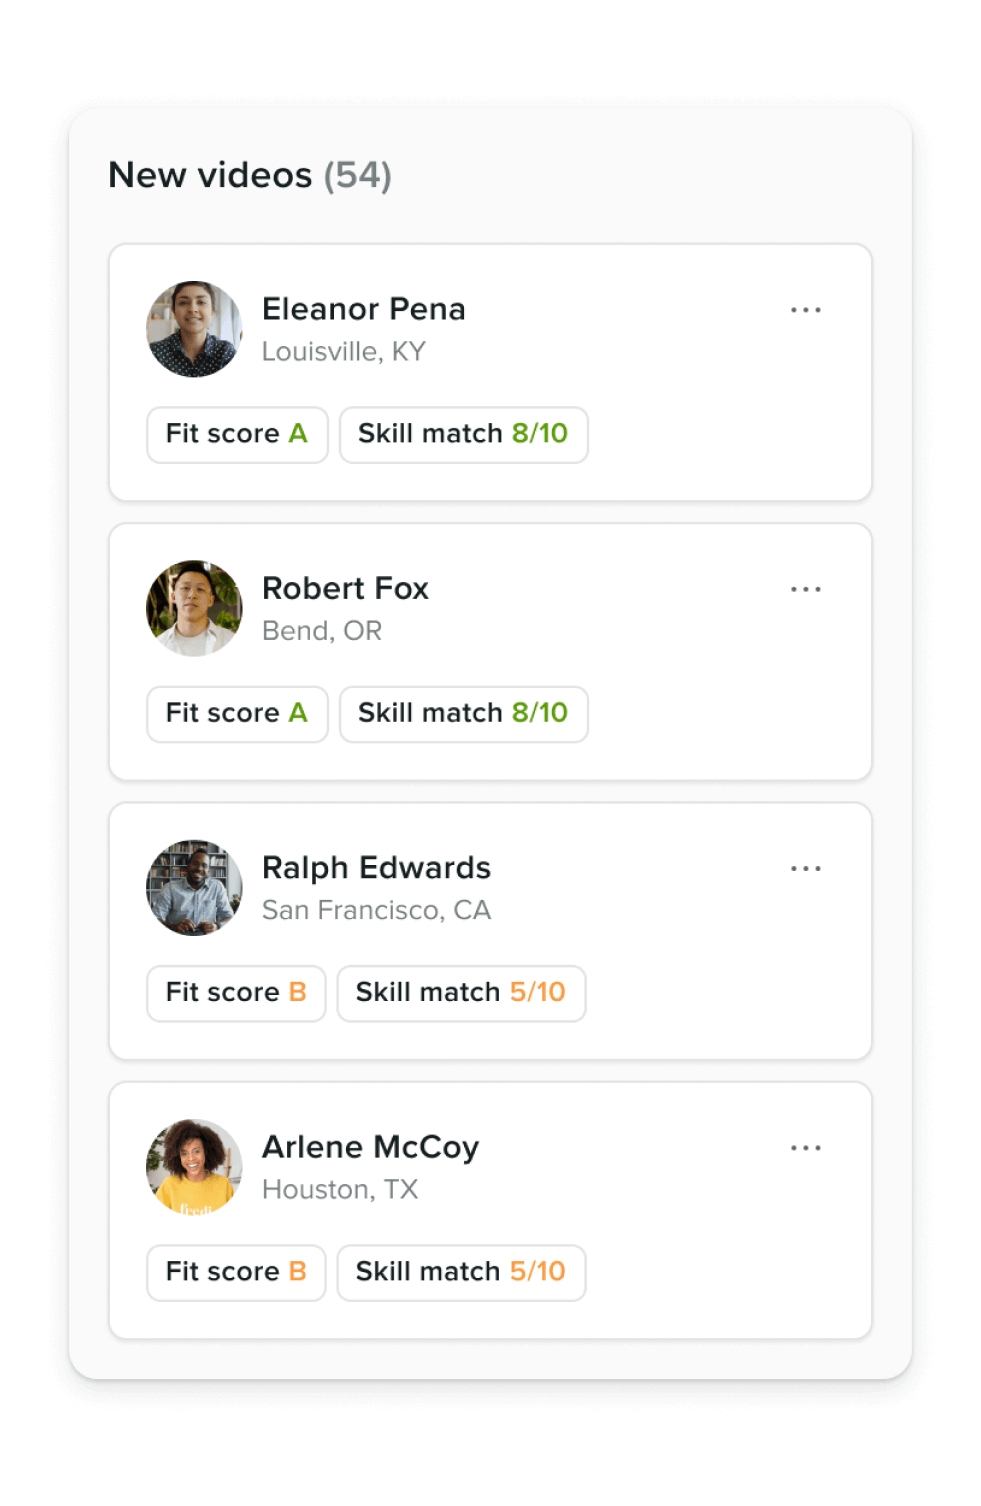 New videos (54)
Eleanor Pena
Louisville, KY
Fit score A
Skill match 8/10
Robert Fox
Bend, OR
Fit score A
Skill match 8/10
Ralph Edwards
San Francisco, CA
Fit score B
Skill match 5/10
Arlene McCoy
Houston, TX
Fit score B
Skill match 5/10